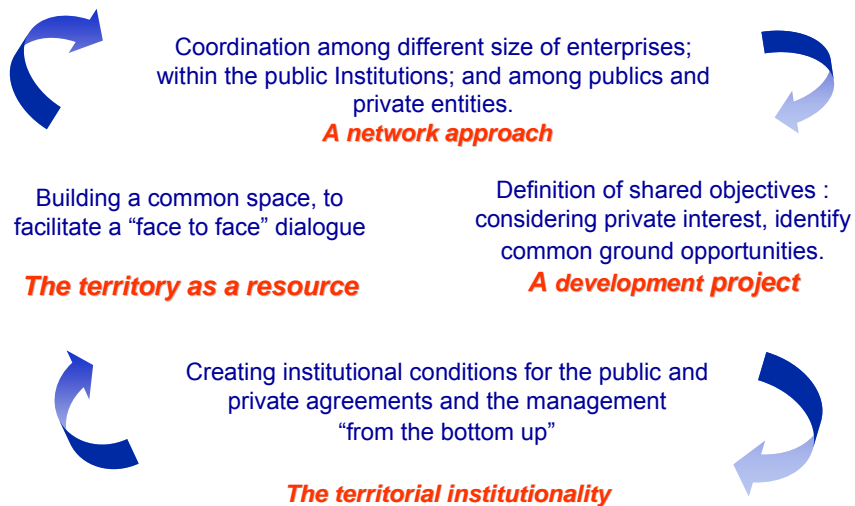 Coordination among different size of enterprises;
within the public Institutions; and among publics and
private entities.
A network approach
Building a common space, to
facilitate a “face to face” dialogue
The territory as a resource
Definition of shared objectives :
considering private interest, identify
common ground opportunities.
A development project
Creating institutional conditions for the public and
private agreements and the management
“from the bottom up”
The territorial institutionality